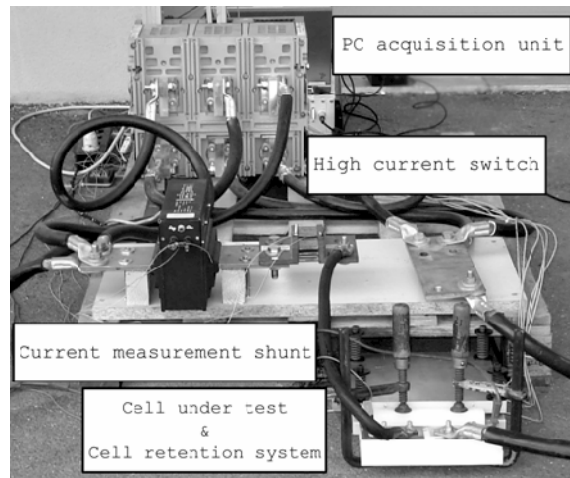 PC acquisition unit
High current switch
Current measurement shunt
Cell under test
&
Cell retention system